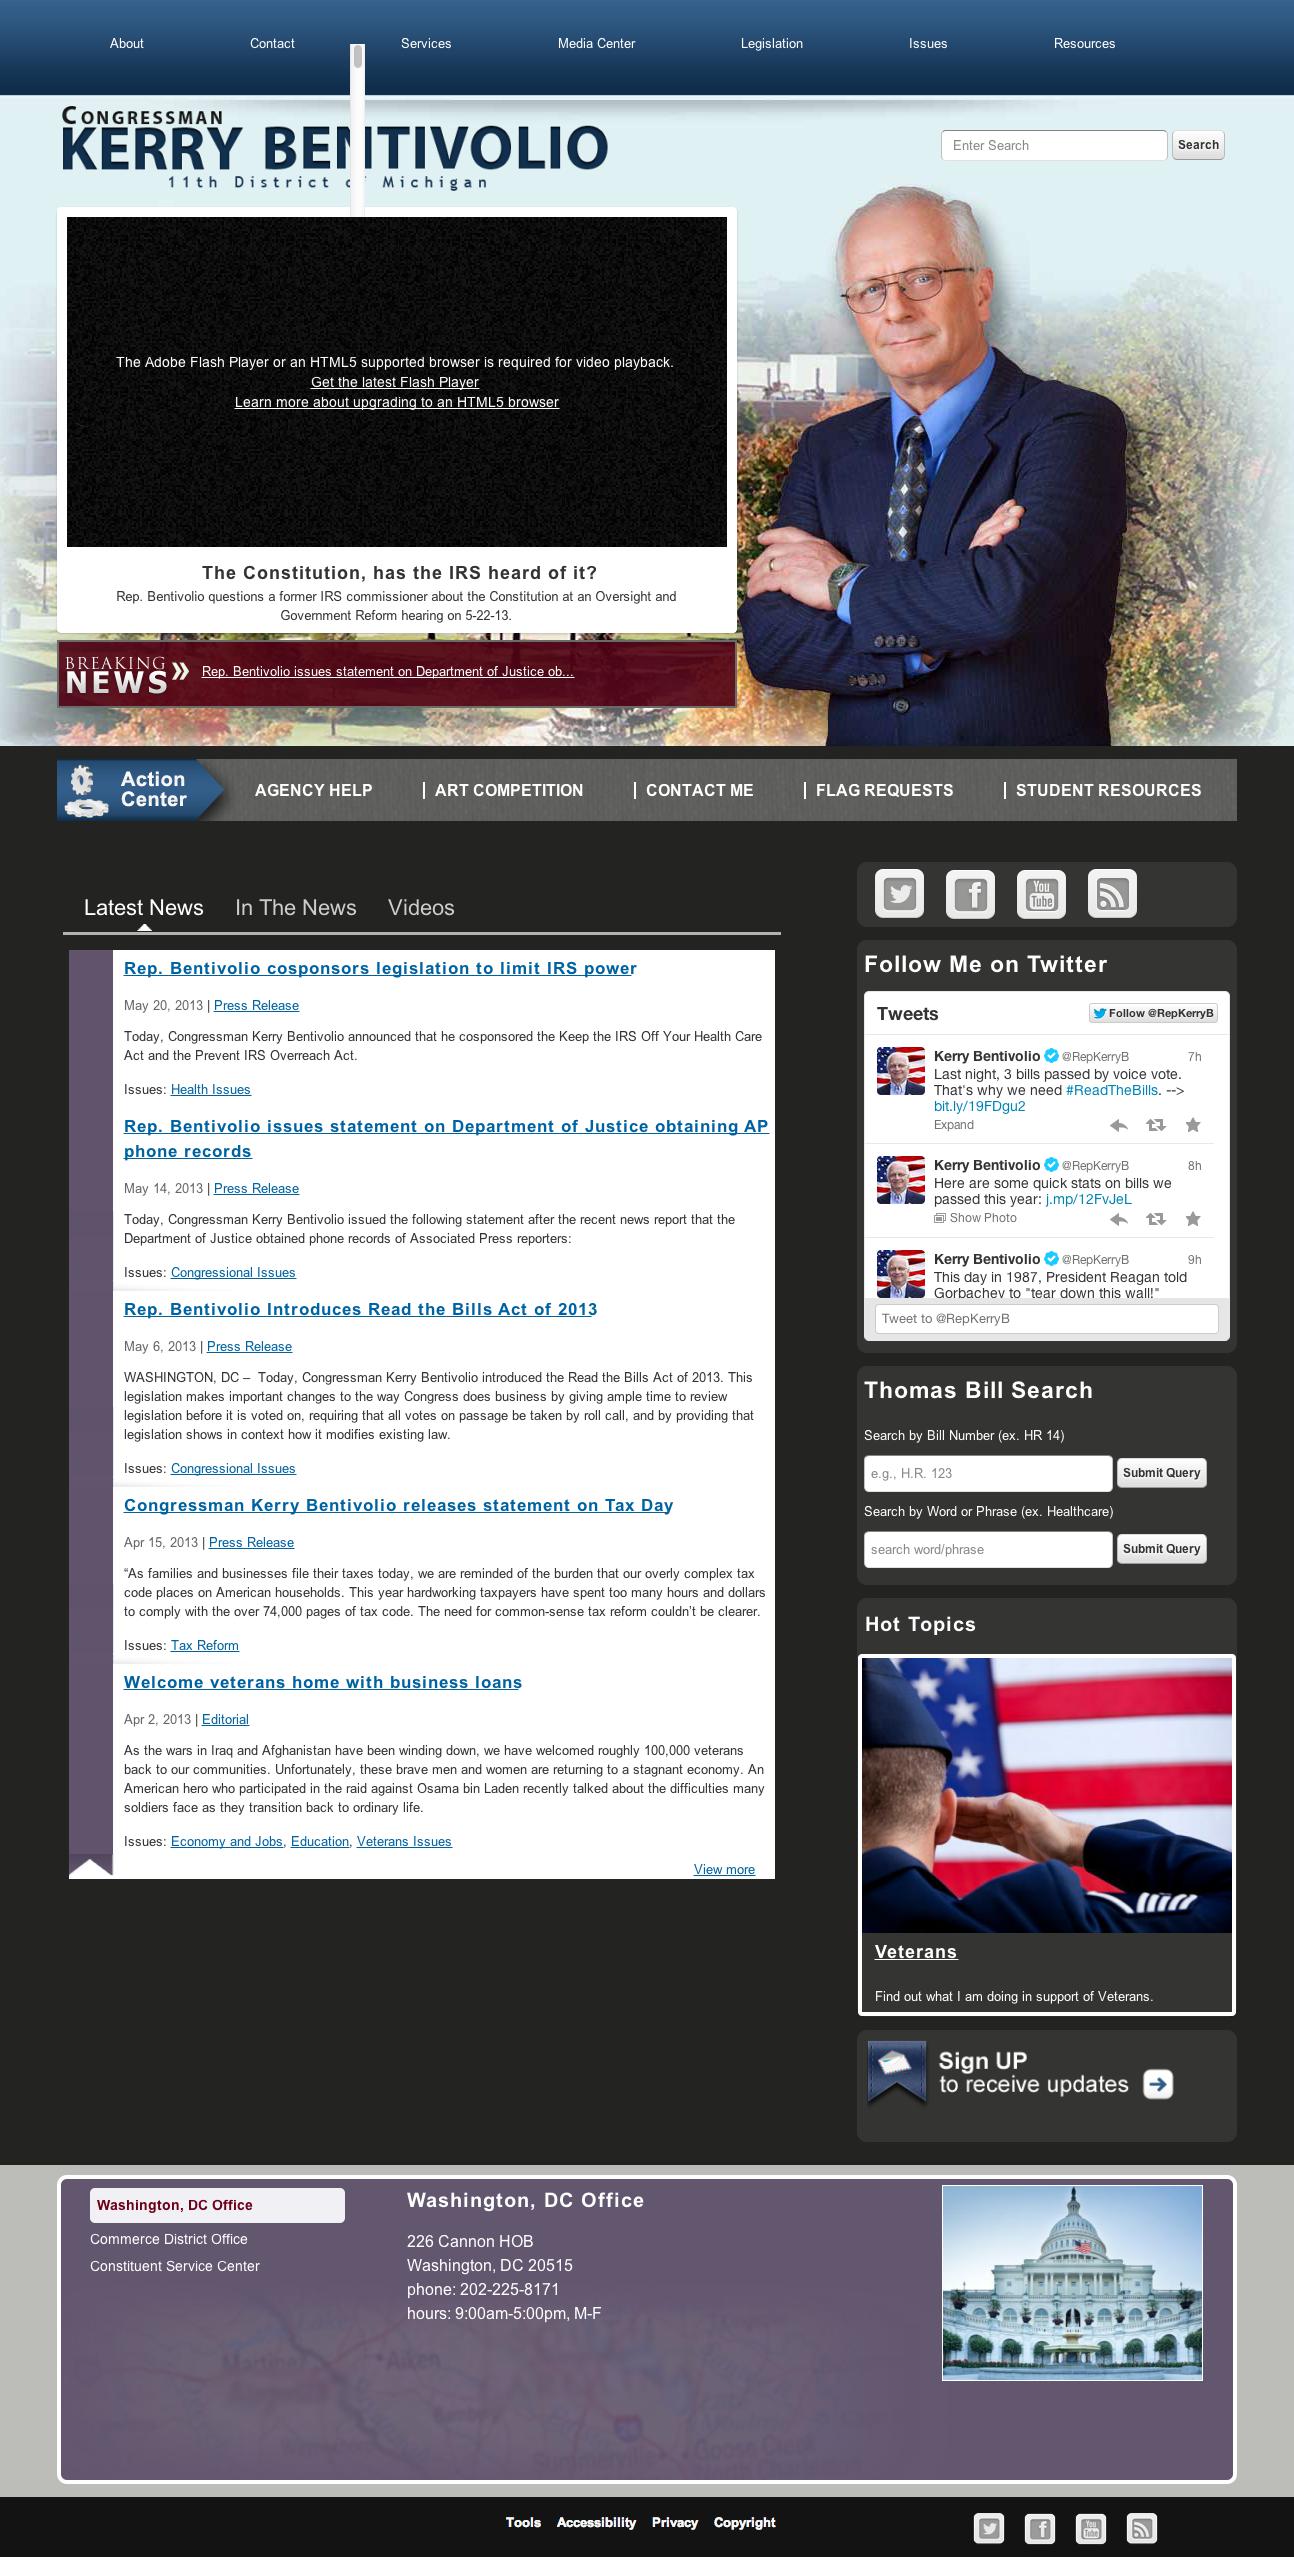 About Contact Services Media Center Legislation Issues Resources
CONGRESSMAN
KERRY BENTIVOLIO
11th District of Michigan
Enter Search Search
The Adobe Flash Player or an HTML5 supported browser is required for video playback.
Get the latest Flash Player
Learn more about upgrading to an HTML5 browser
The Constitution, has the IRS heard of it?
Rep. Bentivolio questions a former IRS commissioner about the Constitution at an Oversight and
Government Reform hearing on 5-22-13.
BREAKING
NEWS
Rep. Bentivolio issues statement on Department of Justice ob...
Action
Center
AGENCY HELP | ART COMPETITION | CONTACT ME | FLAG REQUESTS | STUDENT RESOURCES
Latest News In The News Videos
Rep. Bentivolio cosponsors legislation to limit IRS power
May 20, 2013 | Press Release
Today, Congressman Kerry Bentivolio announced that he cosponsored the Keep the IRS Off Your Health Care
Act and the Prevent IRS Overreach Act.
Issues: Health Issues
Rep. Bentivolio issues statement on Department of Justice obtaining AP
phone records
May 14, 2013 | Press Release
Today, Congressman Kerry Bentivolio issued the following statement after the recent news report that the
Department of Justice obtained phone records of Associated Press reporters:
Issues: Congressional Issues
Rep. Bentivolio Introduces Read the Bills Act of 2013
May 6, 2013 | Press Release
WASHINGTON, DC –  Today, Congressman Kerry Bentivolio introduced the Read the Bills Act of 2013. This
legislation makes important changes to the way Congress does business by giving ample time to review
legislation before it is voted on, requiring that all votes on passage be taken by roll call, and by providing that
legislation shows in context how it modifies existing law.
Issues: Congressional Issues
Congressman Kerry Bentivolio releases statement on Tax Day
Apr 15, 2013 | Press Release
“As families and businesses file their taxes today, we are reminded of the burden that our overly complex tax
code places on American households. This year hardworking taxpayers have spent too many hours and dollars
to comply with the over 74,000 pages of tax code. The need for common-sense tax reform couldn’t be clearer.
Issues: Tax Reform
Welcome veterans home with business loans
Apr 2, 2013 | Editorial
As the wars in Iraq and Afghanistan have been winding down, we have welcomed roughly 100,000 veterans
back to our communities. Unfortunately, these brave men and women are returning to a stagnant economy. An
American hero who participated in the raid against Osama bin Laden recently talked about the difficulties many
soldiers face as they transition back to ordinary life.
Issues: Economy and Jobs, Education, Veterans Issues
View more
You
Tube
Follow Me on Twitter
Tweets Follow @RepKerryB
Kerry Bentivolio @RepKerryB 7h
Last night, 3 bills passed by voice vote.
That's why we need #ReadTheBills. -->
bit.ly/19FDgu2
Expand
Kerry Bentivolio @RepKerryB 8h
Here are some quick stats on bills we
passed this year: j.mp/12FvJeL
Show Photo
Kerry Bentivolio @RepKerryB 9h
This day in 1987, President Reagan told
Gorbachev to "tear down this wall!"
Tweet to @RepKerryB
Thomas Bill Search
Search by Bill Number (ex. HR 14)
e.g., H.R. 123 Submit Query
Search by Word or Phrase (ex. Healthcare)
search word/phrase Submit Query
Hot Topics
Veterans
Find out what I am doing in support of Veterans.
Sign UP
to receive updates
Washington, DC Office
Commerce District Office
Constituent Service Center
Washington, DC Office
226 Cannon HOB
Washington, DC 20515
phone: 202-225-8171
hours: 9:00am-5:00pm, M-F
Aiken
Tools Accessibility Privacy Copyright
You
Tube